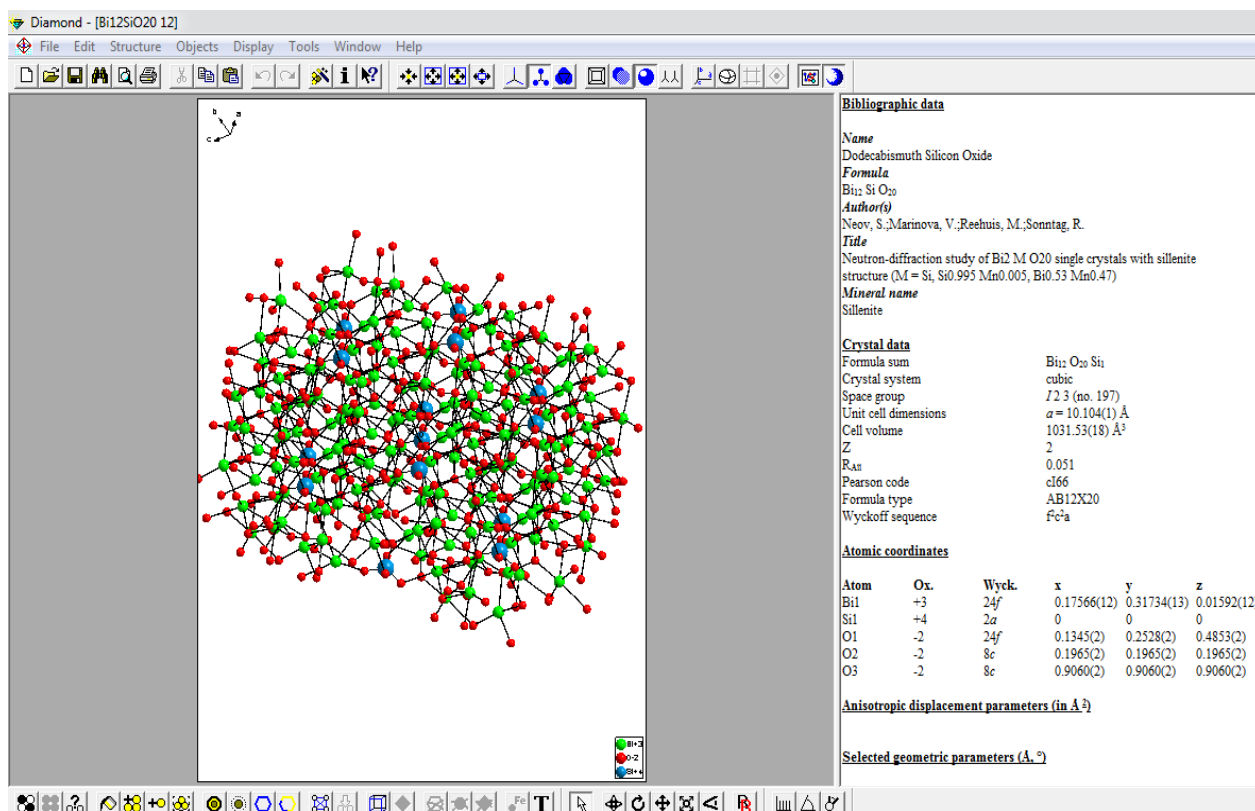 Diamond - [Bi12SiO20 12]
File Edit Structure Objects Display Tools Window Help
b
a
c
Bi+3
O-2
Si+4
Bibliographic data
Name
Dodecabismuth Silicon Oxide
Formula
Bi₁₂ Si O₂₀
Author(s)
Neov, S.;Marinova, V.;Reehuis, M.;Sonntag, R.
Title
Neutron-diffraction study of Bi2 M O20 single crystals with sillenite
structure (M = Si, Si0.995 Mn0.005, Bi0.53 Mn0.47)
Mineral name
Sillenite
Crystal data
Formula sum Bi₁₂ O₂₀ Si₁
Crystal system cubic
Space group I 2 3 (no. 197)
Unit cell dimensions a = 10.104(1) Å
Cell volume 1031.53(18) Å³
Z 2
R_All 0.051
Pearson code cI66
Formula type AB12X20
Wyckoff sequence f²c²a
Atomic coordinates
Atom Ox. Wyck. x y z
Bi1 +3 24f 0.17566(12) 0.31734(13) 0.01592(12)
Si1 +4 2a 0 0 0
O1 -2 24f 0.1345(2) 0.2528(2) 0.4853(2)
O2 -2 8c 0.1965(2) 0.1965(2) 0.1965(2)
O3 -2 8c 0.9060(2) 0.9060(2) 0.9060(2)
Anisotropic displacement parameters (in Å²)
Selected geometric parameters (Å, °)
Fe T